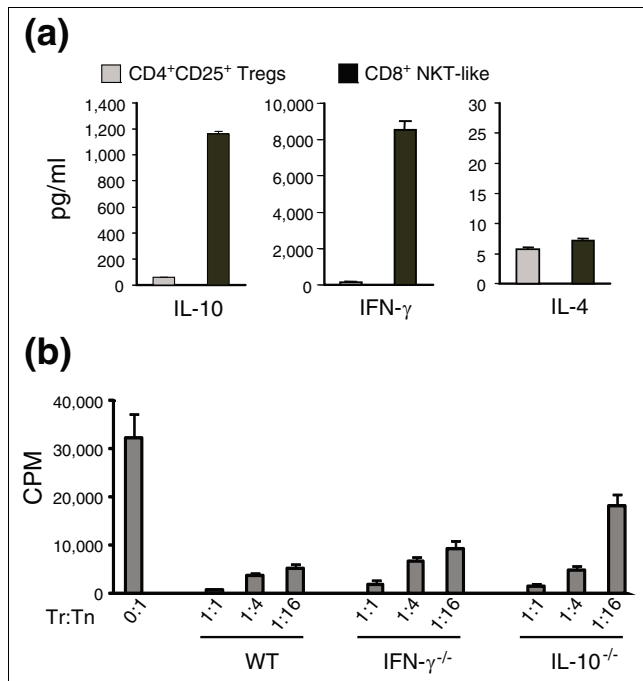 (a)
CD4⁺CD25⁺ Tregs CD8⁺ NKT-like
pg/ml
1,400
1,200
1,000
800
600
400
200
0
IL-10
10,000
8,000
6,000
4,000
2,000
0
IFN-γ
30
25
20
15
10
5
0
IL-4
(b)
CPM
40,000
30,000
20,000
10,000
0
Tr:Tn 0:1 1:1 1:4 1:16 1:1 1:4 1:16 1:1 1:4 1:16
WT IFN-γ⁻/⁻ IL-10⁻/⁻